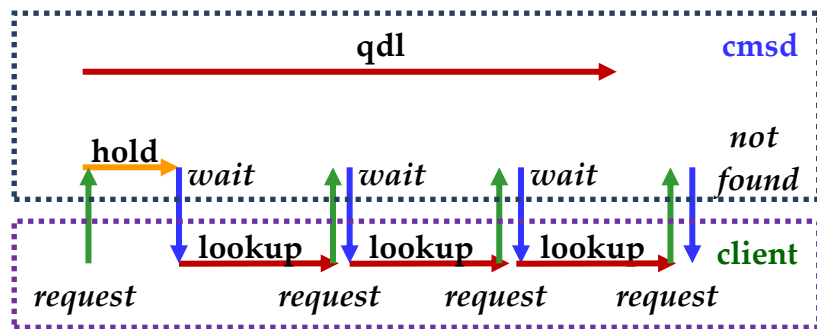 qdl
cmsd
hold
wait
wait
wait
not
found
lookup
lookup
lookup
client
request
request
request
request